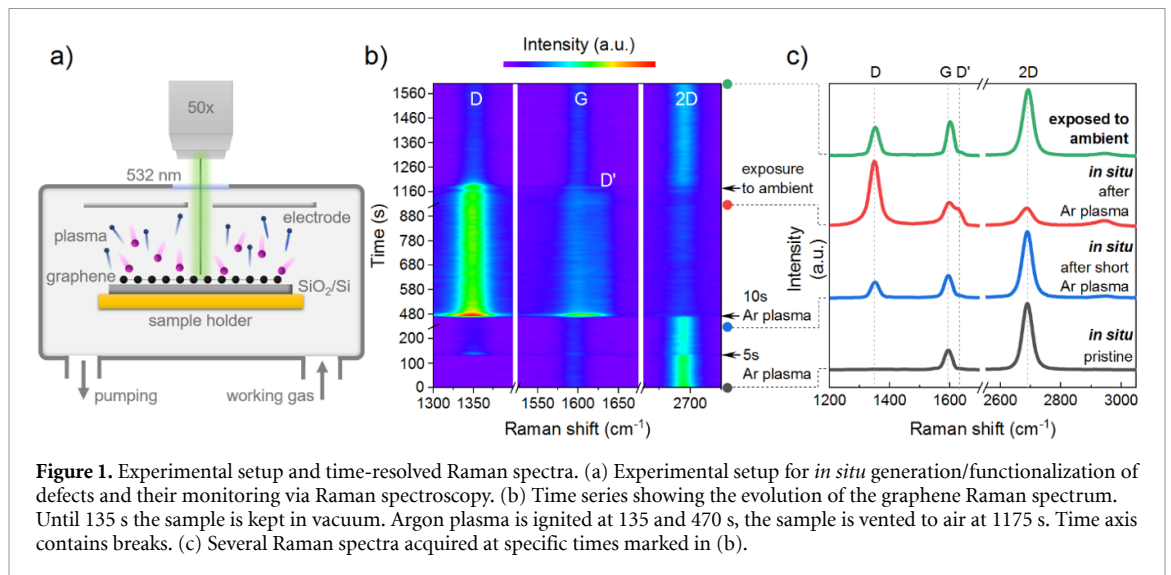 a)
50x
532 nm
electrode
plasma
graphene
SiO₂/Si
sample holder
pumping
working gas
b)
Intensity (a.u.)
D
G
2D
D'
Time (s)
1560
1460
1360
1260
1160
880
780
680
580
480
200
100
0
1300
1350
1550
1600
1650
2700
Raman shift (cm⁻¹)
exposure
to ambient
10s
Ar plasma
5s
Ar plasma
c)
D
G D'
2D
Intensity
(a.u.)
exposed to
ambient
in situ
after
Ar plasma
in situ
after short
Ar plasma
in situ
pristine
1200
1400
1600
2600
2800
3000
Raman shift (cm⁻¹)
Figure 1. Experimental setup and time-resolved Raman spectra. (a) Experimental setup for in situ generation/functionalization of
defects and their monitoring via Raman spectroscopy. (b) Time series showing the evolution of the graphene Raman spectrum.
Until 135 s the sample is kept in vacuum. Argon plasma is ignited at 135 and 470 s, the sample is vented to air at 1175 s. Time axis
contains breaks. (c) Several Raman spectra acquired at specific times marked in (b).